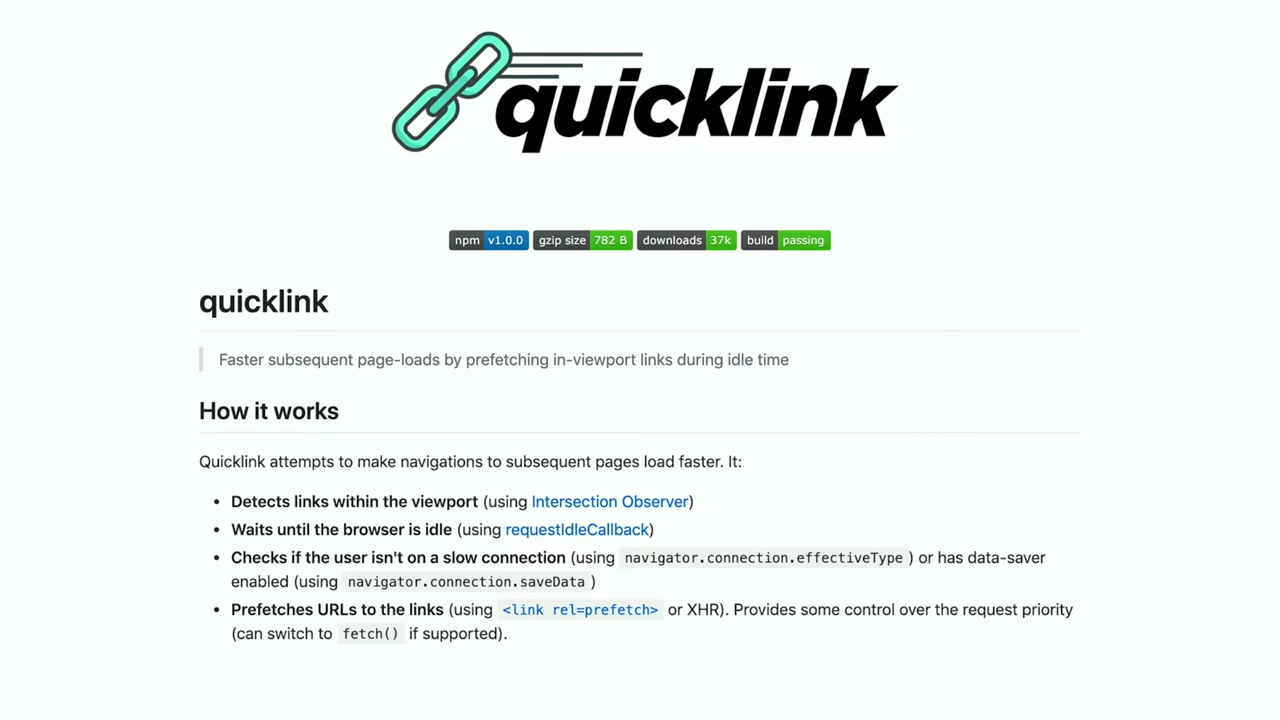 quicklink
npm v1.0.0 gzip size 782 B downloads 37k build passing
quicklink
Faster subsequent page-loads by prefetching in-viewport links during idle time
How it works
Quicklink attempts to make navigations to subsequent pages load faster. It:
• Detects links within the viewport (using Intersection Observer)
• Waits until the browser is idle (using requestIdleCallback)
• Checks if the user isn't on a slow connection (using navigator.connection.effectiveType ) or has data-saver
enabled (using navigator.connection.saveData )
• Prefetches URLs to the links (using <link rel=prefetch> or XHR). Provides some control over the request priority
(can switch to fetch() if supported).